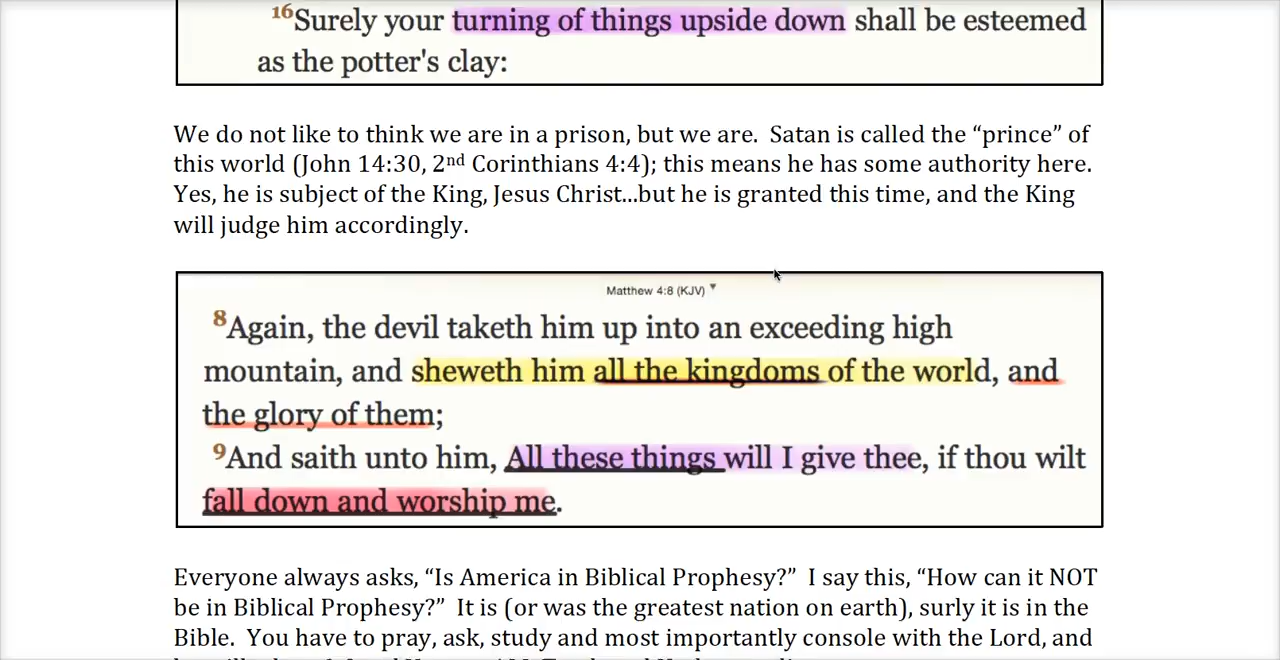 16Surely your turning of things upside down shall be esteemed
as the potter's clay:
We do not like to think we are in a prison, but we are.  Satan is called the “prince” of
this world (John 14:30, 2nd Corinthians 4:4); this means he has some authority here.
Yes, he is subject of the King, Jesus Christ...but he is granted this time, and the King
will judge him accordingly.
Matthew 4:8 (KJV)
8Again, the devil taketh him up into an exceeding high
mountain, and sheweth him all the kingdoms of the world, and
the glory of them;
9And saith unto him, All these things will I give thee, if thou wilt
fall down and worship me.
Everyone always asks, “Is America in Biblical Prophesy?”  I say this, “How can it NOT
be in Biblical Prophesy?”  It is (or was the greatest nation on earth), surly it is in the
Bible.  You have to pray, ask, study and most importantly console with the Lord, and